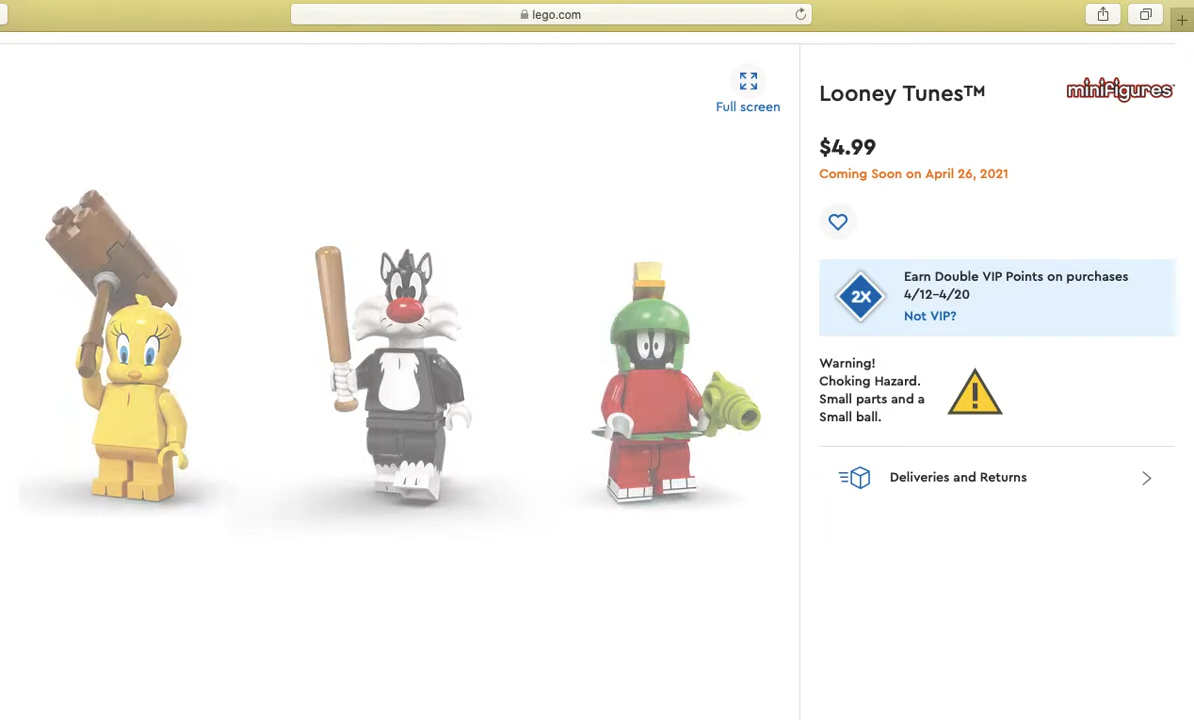 lego.com
Full screen
Looney Tunes™
minifigures
$4.99
Coming Soon on April 26, 2021
2X
Earn Double VIP Points on purchases
4/12–4/20
Not VIP?
Warning!
Choking Hazard.
Small parts and a
Small ball.
Deliveries and Returns